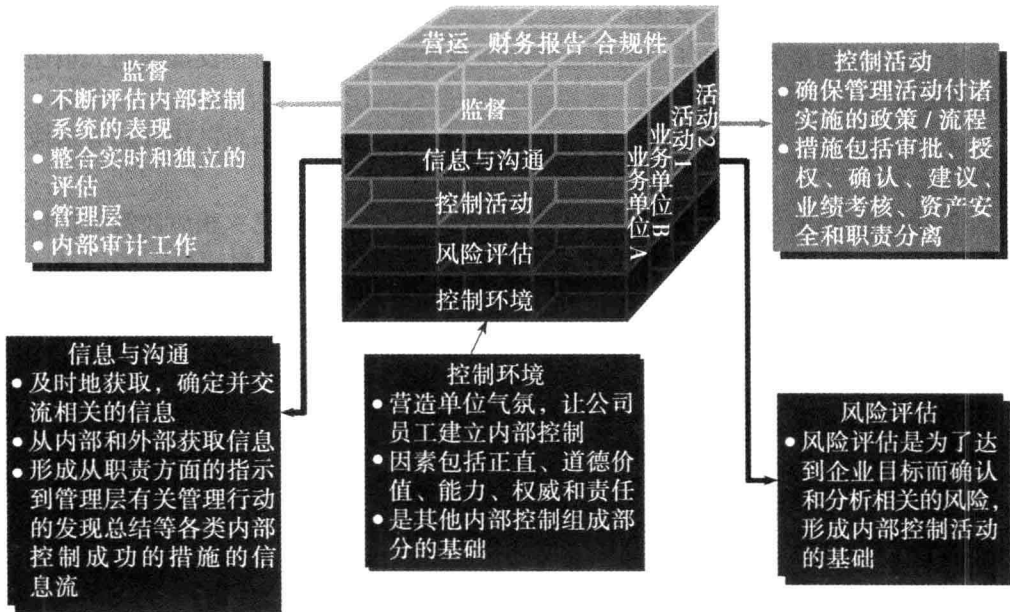 营运 财务报告 合规性
监督
信息与沟通
控制活动
风险评估
控制环境
业务单位 A
业务单位 B
活动 1
活动 2
监督
• 不断评估内部控制
系统的表现
• 整合实时和独立的
评估
• 管理层
• 内部审计工作
控制活动
• 确保管理活动付诸
实施的政策 / 流程
• 措施包括审批、授
权、确认、建议、
业绩考核、资产安
全和职责分离
信息与沟通
• 及时地获取，确定并交
流相关的信息
• 从内部和外部获取信息
• 形成从职责方面的指示
到管理层有关管理行动
的发现总结等各类内部
控制成功的措施的信
息流
控制环境
• 营造单位气氛，让公司
员工建立内部控制
• 因素包括正直、道德价
值、能力、权威和责任
• 是其他内部控制组成部
分的基础
风险评估
• 风险评估是为了达
到企业目标而确认
和分析相关的风险，
形成内部控制活动
的基础